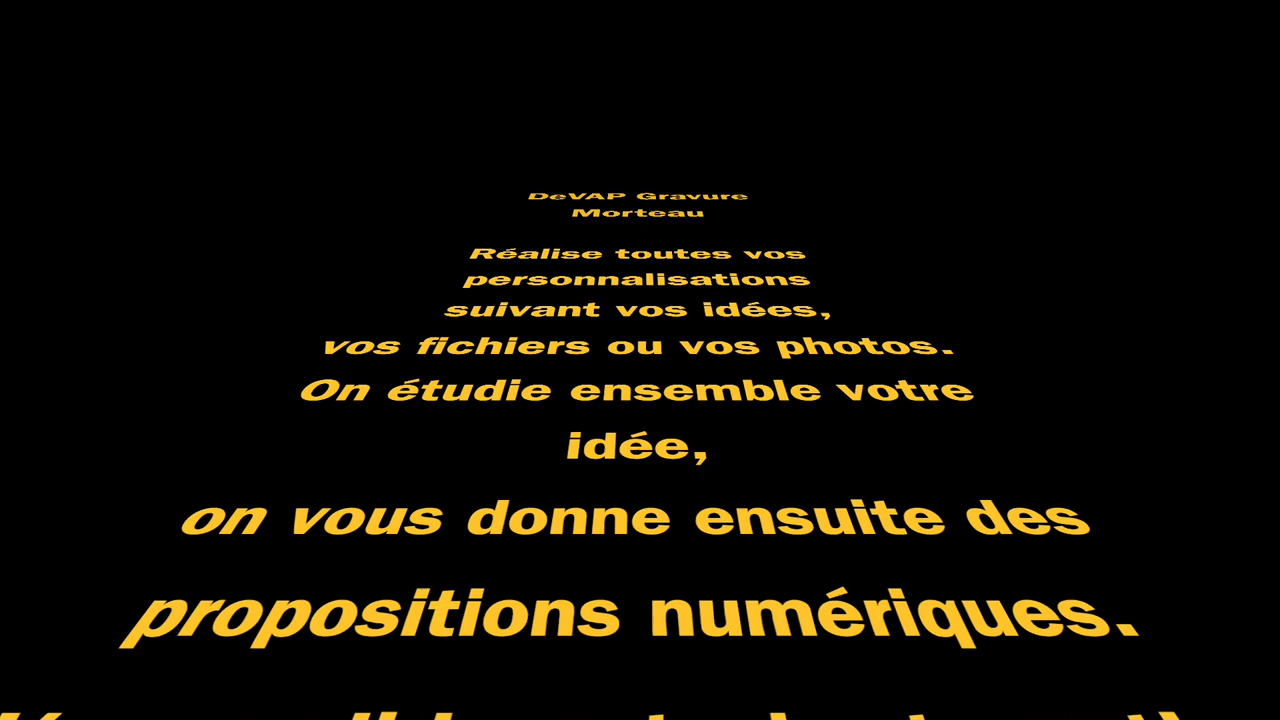 DeVAP Gravure
Morteau
Réalise toutes vos
personnalisations
suivant vos idées,
vos fichiers ou vos photos.
On étudie ensemble votre
idée,
on vous donne ensuite des
propositions numériques.